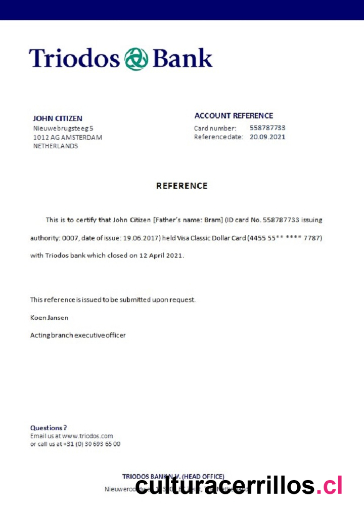 Triodos Bank
JOHN CITIZEN
Nieuwebrugsteeg 5
1012 AG AMSTERDAM
NETHERLANDS
ACCOUNT REFERENCE
Card number: 558787733
Reference date: 20.09.2021
REFERENCE
This is to certify that John Citizen [Father's name: Bram] (ID card No. 558787733 issuing
authority: 0007, date of issue: 19.06.2017) held Visa Classic Dollar Card (4455 55** **** 7787)
with Triodos bank which closed on 12 April 2021.
This reference is issued to be submitted upon request.
Koen Jansen
Acting branch executive officer
Questions?
Email us at www.triodos.com
or call us at +31 (0) 30 693 65 00
TRIODOS BANK N.V. (HEAD OFFICE)
culturacerrillos.cl